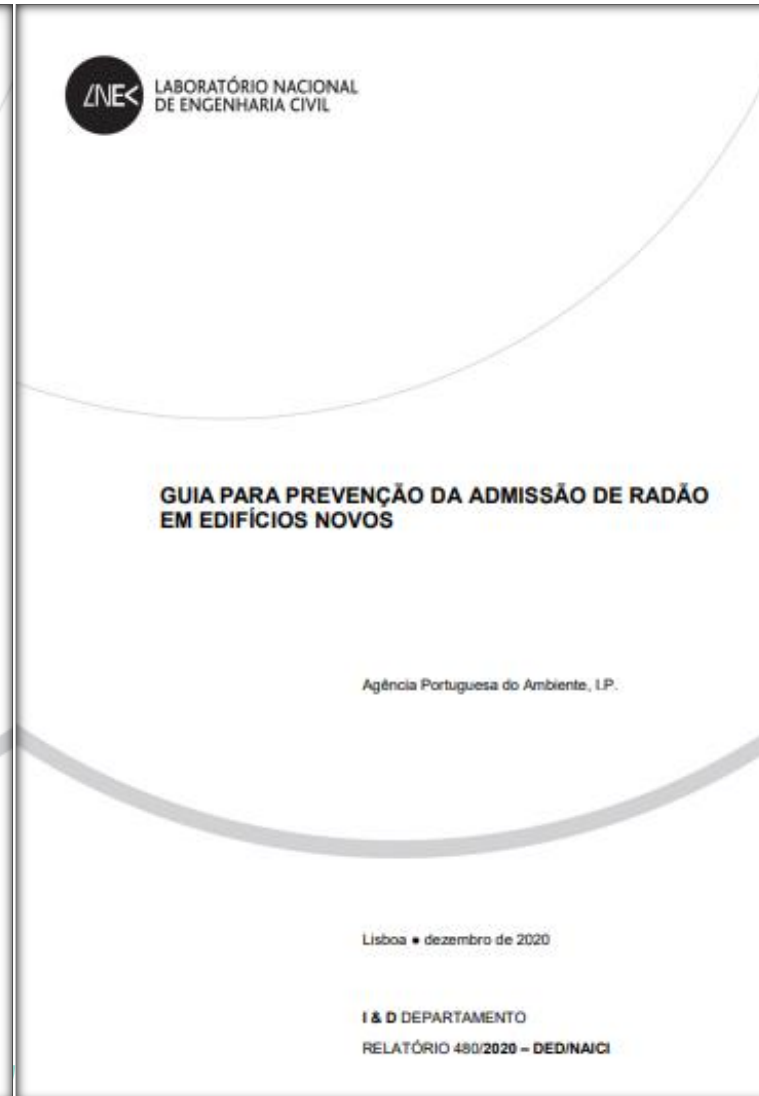 LNEC LABORATÓRIO NACIONAL
DE ENGENHARIA CIVIL
GUIA PARA PREVENÇÃO DA ADMISSÃO DE RADÃO
EM EDIFÍCIOS NOVOS
Agência Portuguesa do Ambiente, I.P.
Lisboa • dezembro de 2020
I & D DEPARTAMENTO
RELATÓRIO 480/2020 – DED/NAICI